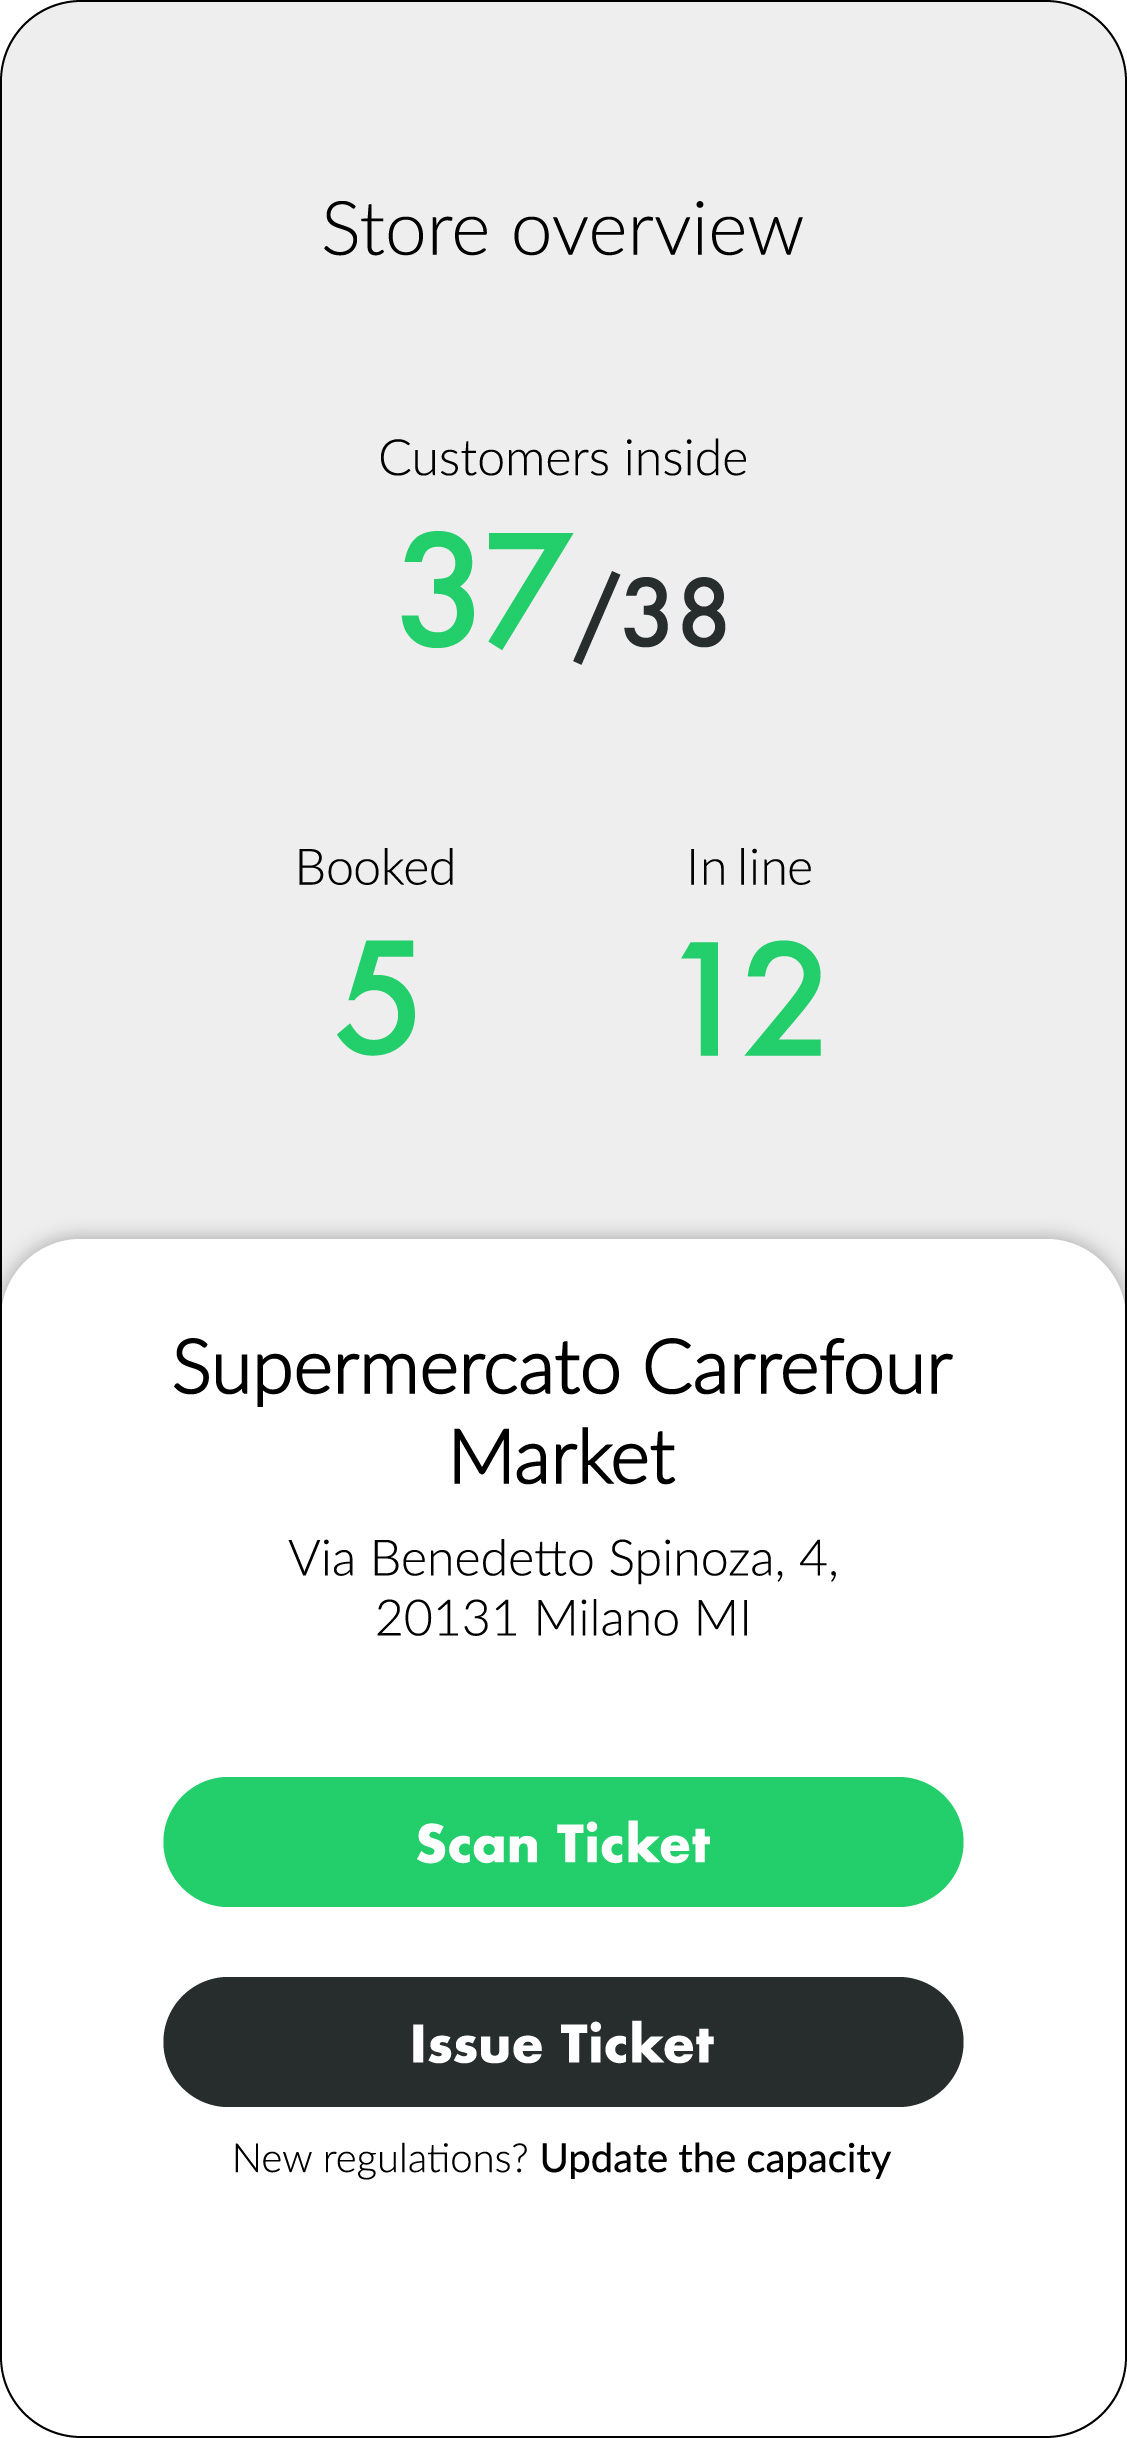 Store overview
Customers inside
37/38
Booked
In line
5
12
Supermercato Carrefour
Market
Via Benedetto Spinoza, 4,
20131 Milano MI
Scan Ticket
Issue Ticket
New regulations? Update the capacity